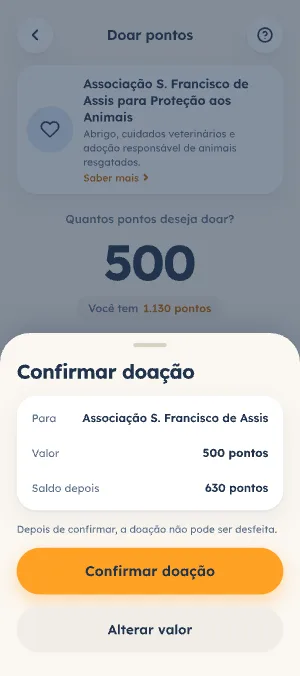 Doar pontos
Associação S. Francisco de
Assis para Proteção aos
Animais
Abrigo, cuidados veterinários e
adoção responsável de animais
resgatados.
Saber mais
Quantos pontos deseja doar?
500
Você tem 1.130 pontos
Confirmar doação
Para Associação S. Francisco de Assis
Valor 500 pontos
Saldo depois 630 pontos
Depois de confirmar, a doação não pode ser desfeita.
Confirmar doação
Alterar valor